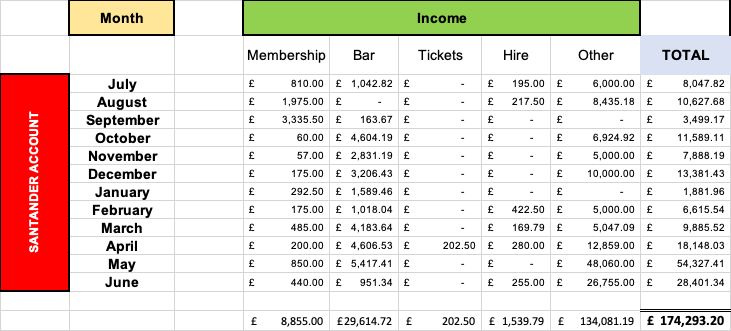 Month Income
Membership Bar Tickets Hire Other TOTAL
SANTANDER ACCOUNT
July £ 810.00 £ 1,042.82 £ - £ 195.00 £ 6,000.00 £ 8,047.82
August £ 1,975.00 £ - £ - £ 217.50 £ 8,435.18 £ 10,627.68
September £ 3,335.50 £ 163.67 £ - £ - £ - £ 3,499.17
October £ 60.00 £ 4,604.19 £ - £ - £ 6,924.92 £ 11,589.11
November £ 57.00 £ 2,831.19 £ - £ - £ 5,000.00 £ 7,888.19
December £ 175.00 £ 3,206.43 £ - £ - £ 10,000.00 £ 13,381.43
January £ 292.50 £ 1,589.46 £ - £ - £ - £ 1,881.96
February £ 175.00 £ 1,018.04 £ - £ 422.50 £ 5,000.00 £ 6,615.54
March £ 485.00 £ 4,183.64 £ - £ 169.79 £ 5,047.09 £ 9,885.52
April £ 200.00 £ 4,606.53 £ 202.50 £ 280.00 £ 12,859.00 £ 18,148.03
May £ 850.00 £ 5,417.41 £ - £ - £ 48,060.00 £ 54,327.41
June £ 440.00 £ 951.34 £ - £ 255.00 £ 26,755.00 £ 28,401.34
£ 8,855.00 £29,614.72 £ 202.50 £ 1,539.79 £ 134,081.19 £ 174,293.20